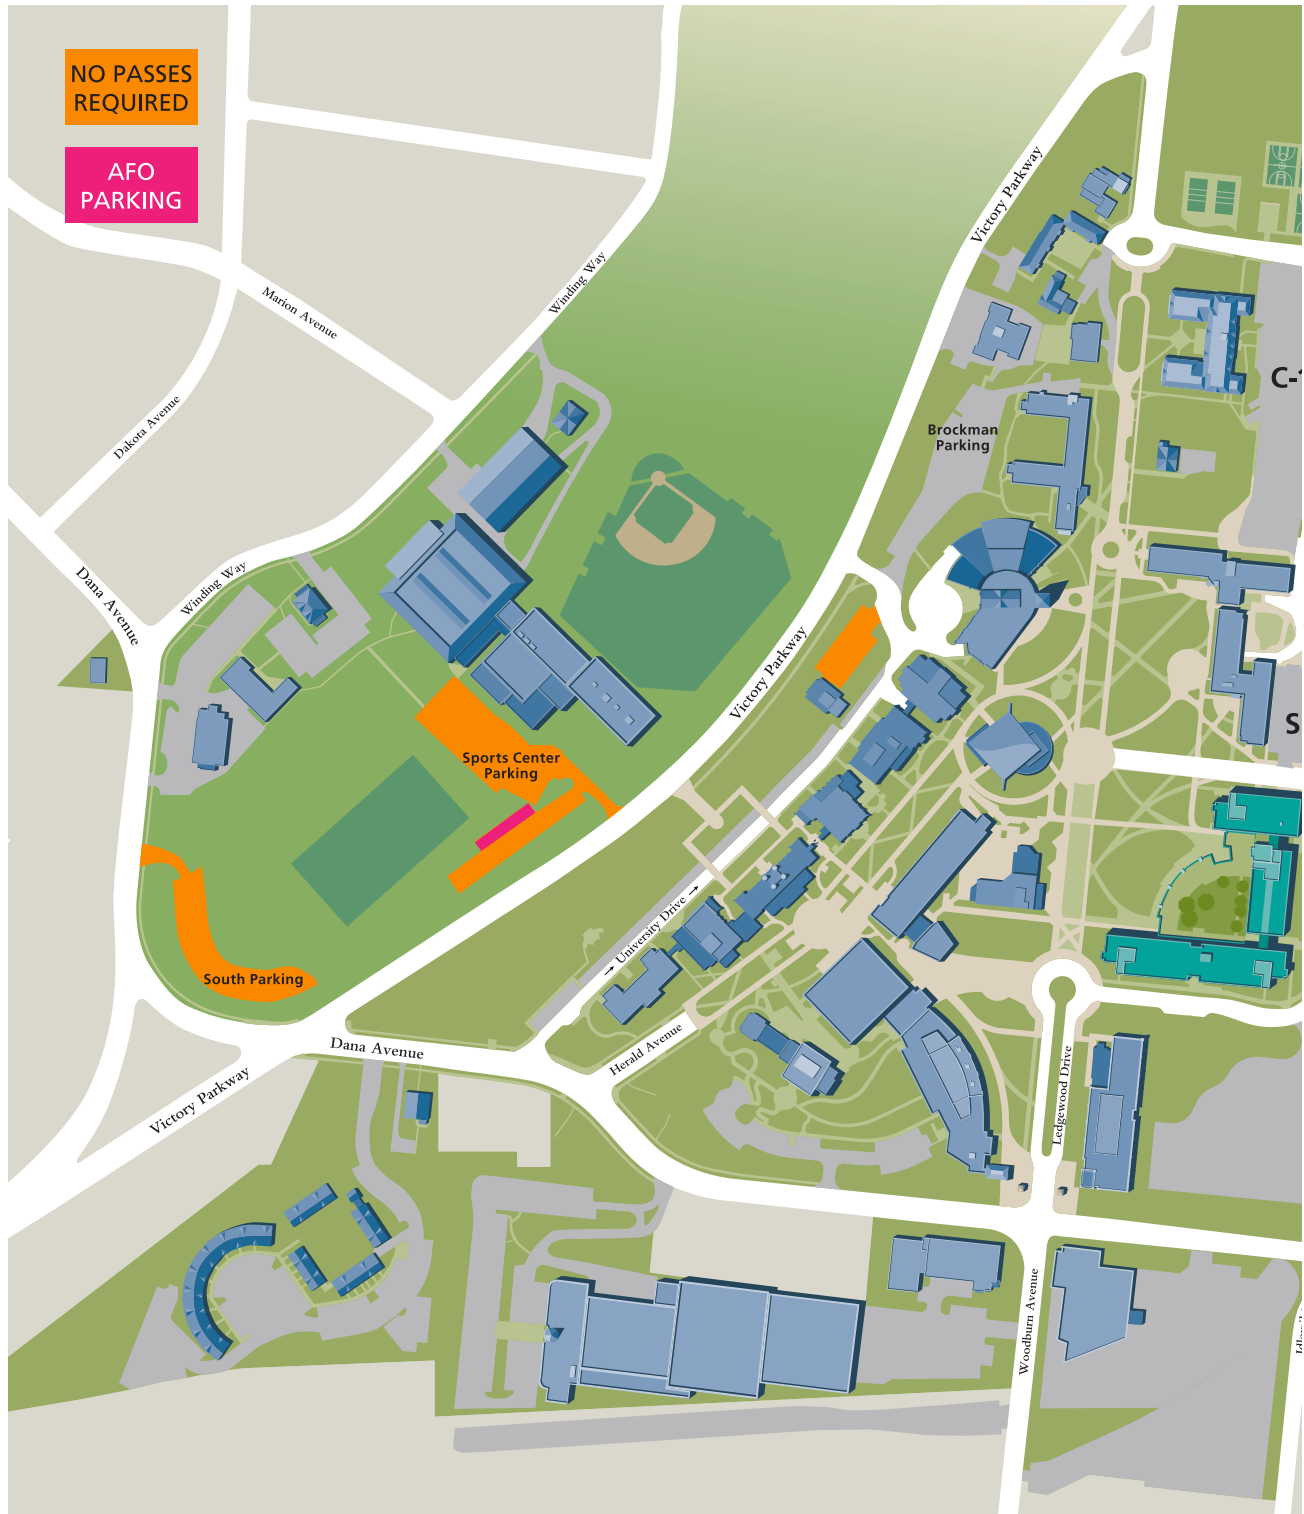 NO PASSES
REQUIRED
AFO
PARKING
Victory Parkway
Winding Way
Marion Avenue
C-1
Dakota Avenue
Brockman
Parking
Dana Avenue
Winding Way
Victory Parkway
S
Sports Center
Parking
→ University Drive →
South Parking
Dana Avenue
Herald Avenue
Ledgewood Drive
Victory Parkway
Woodburn Avenue